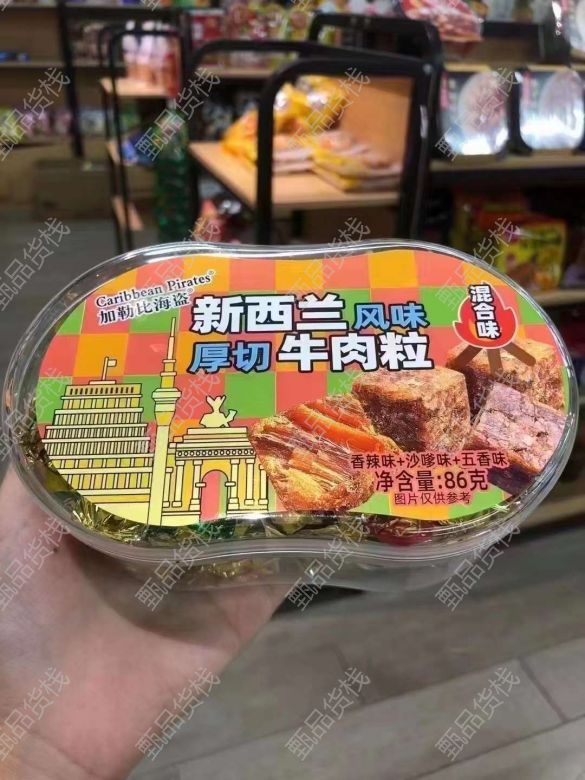 Caribbean Pirates®
加勒比海盗®
新西兰风味
厚切牛肉粒
混合味
香辣味+沙嗲味+五香味
净含量:86克
图片仅供参考
甄品货栈